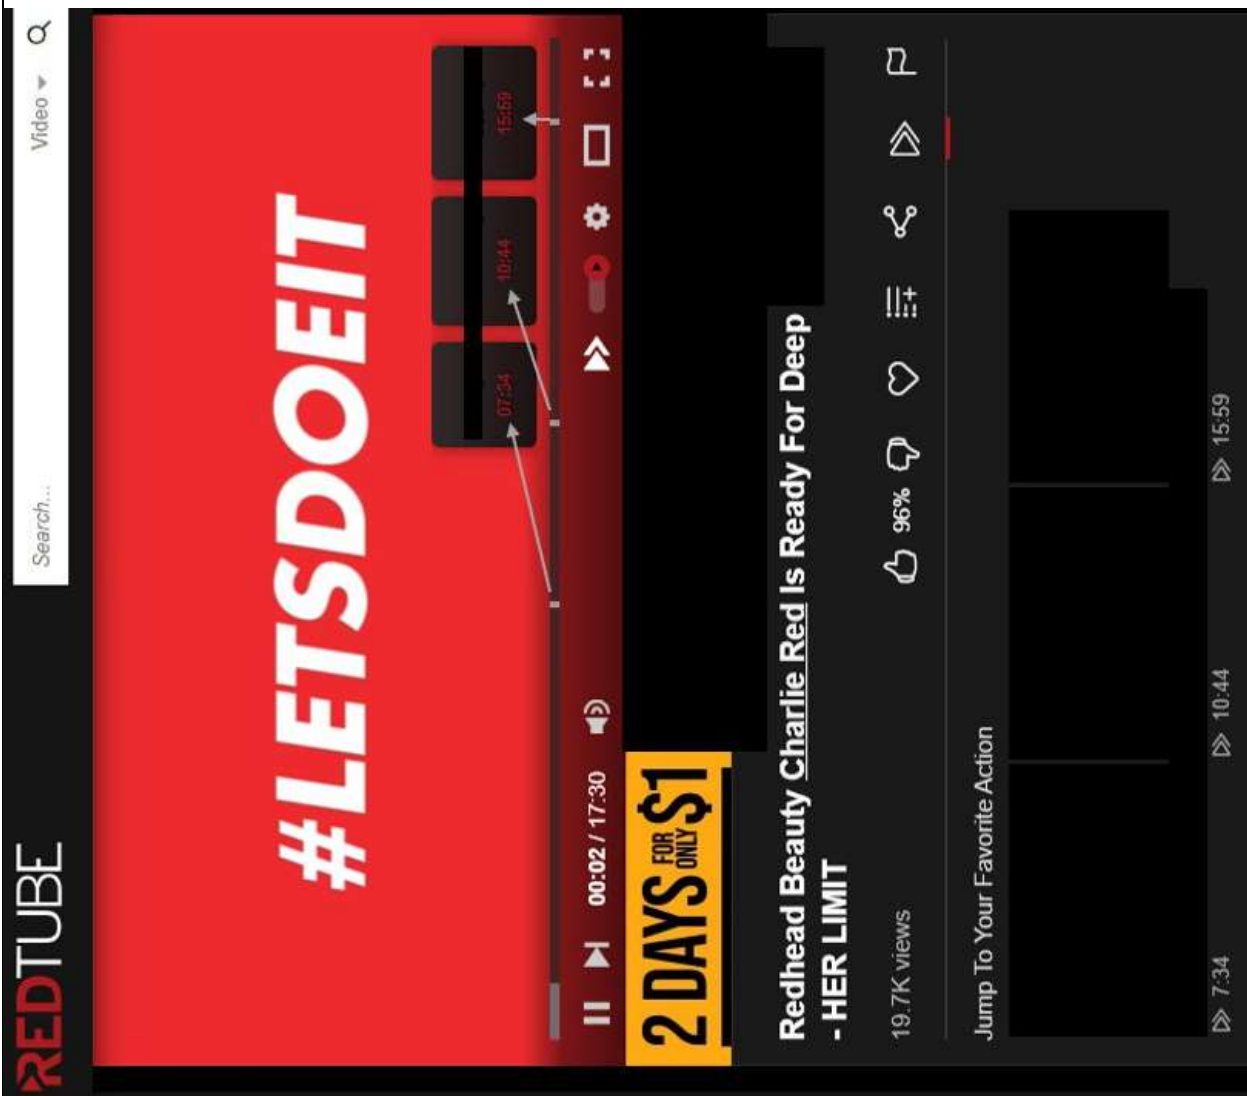 REDTUBE
Search...
Video
#LETSDOEIT
07:34
10:44
15:59
00:02 / 17:30
2 DAYS FOR ONLY $1
Redhead Beauty Charlie Red Is Ready For Deep
- HER LIMIT
19.7K views
96%
Jump To Your Favorite Action
7:34
10:44
15:59